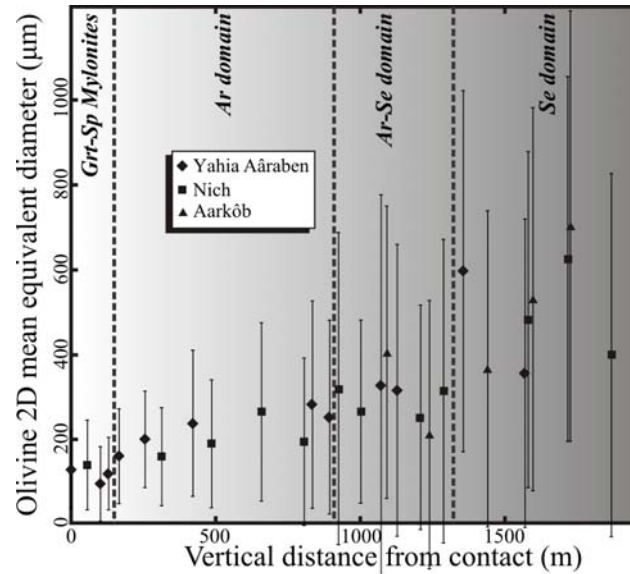 Olivine 2D mean equivalent diameter (μm)
1000
800
600
400
200
0
Grt-Sp Mylonites
Ar domain
Ar-Se domain
Se domain
Yahia Aâraben
Nich
Aarkôb
0
500
1000
1500
Vertical distance from contact (m)